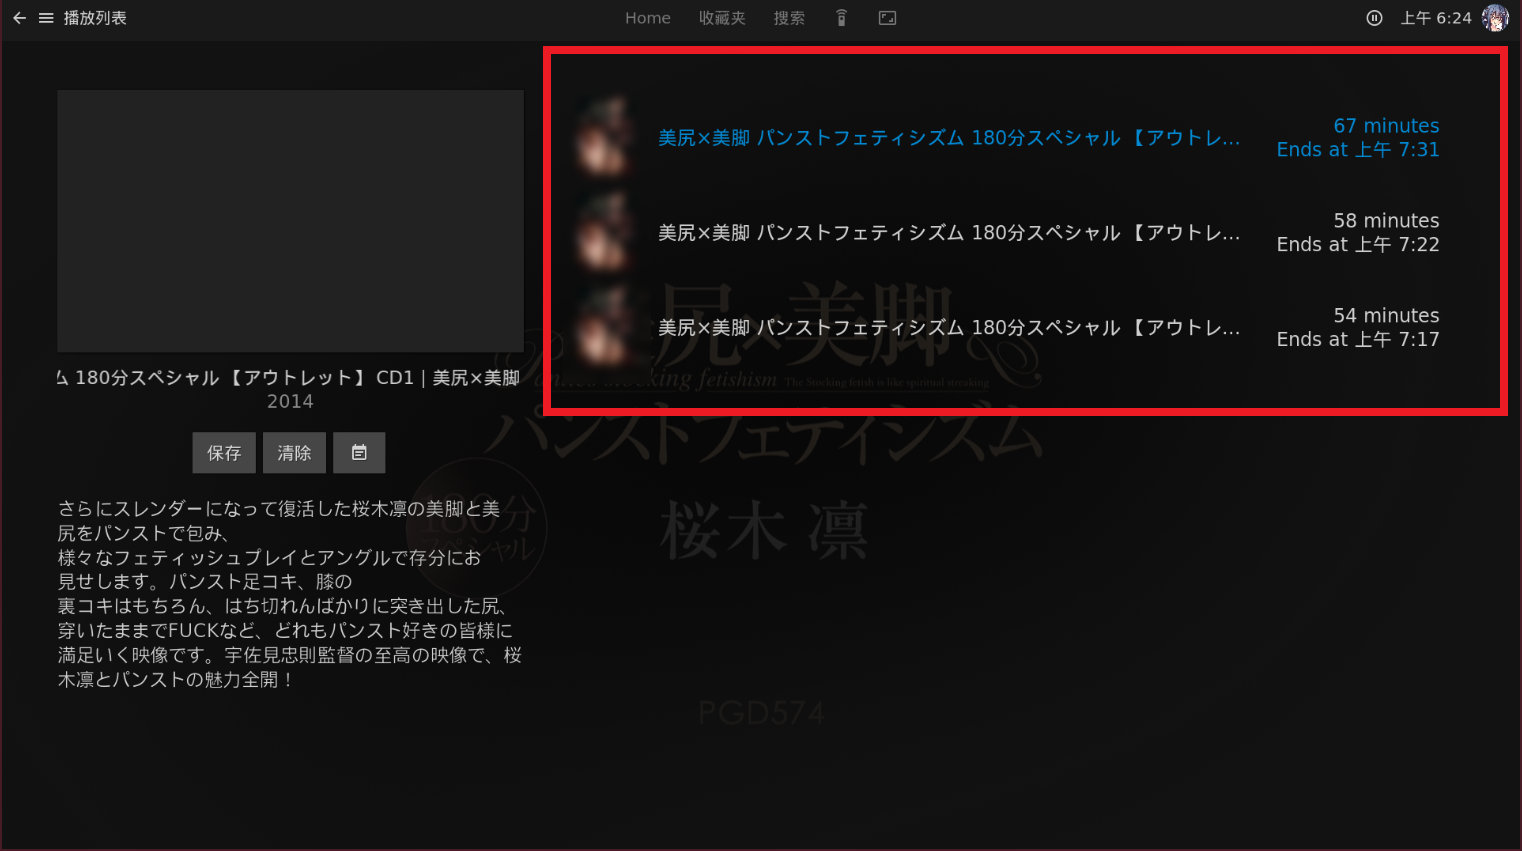 播放列表
Home 收藏夹 搜索
上午 6:24
美尻×美脚 パンストフェティシズム 180分スペシャル 【アウトレ…
67 minutes
Ends at 上午 7:31
美尻×美脚 パンストフェティシズム 180分スペシャル 【アウトレ…
58 minutes
Ends at 上午 7:22
美尻×美脚 パンストフェティシズム 180分スペシャル 【アウトレ…
54 minutes
Ends at 上午 7:17
ム 180分スペシャル 【アウトレット】 CD1 | 美尻×美脚
2014
保存 清除
さらにスレンダーになって復活した桜木凛の美脚と美
尻をパンストで包み、
様々なフェティッシュプレイとアングルで存分にお
見せします。パンスト足コキ、膝の
裏コキはもちろん、はち切れんばかりに突き出した尻、
穿いたままでFUCKなど、どれもパンスト好きの皆様に
満足いく映像です。宇佐見忠則監督の至高の映像で、桜
木凛とパンストの魅力全開！
尻×美脚
stocking fetishism The Stocking fetish is like spiritual streaking
パンストフェティシズム
180分
スペシャル
桜木 凛
PGD574